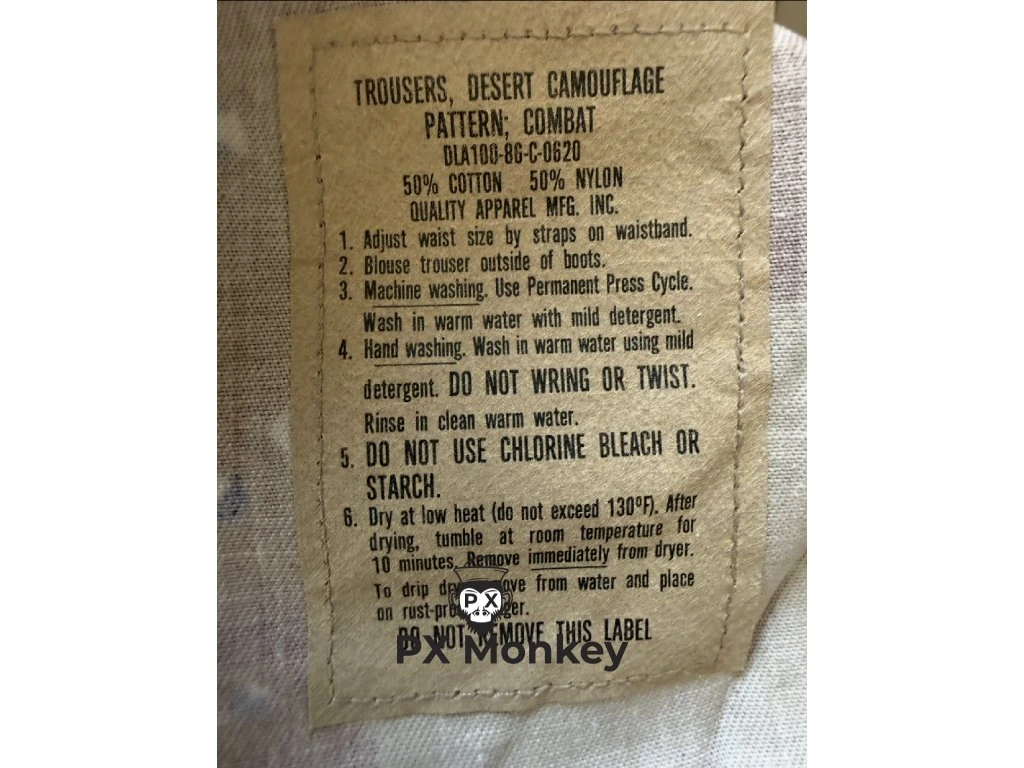 TROUSERS, DESERT CAMOUFLAGE
PATTERN; COMBAT
DLA100-86-C-0620
50% COTTON 50% NYLON
QUALITY APPAREL MFG. INC.
1. Adjust waist size by straps on waistband.
2. Blouse trouser outside of boots.
3. Machine washing. Use Permanent Press Cycle.
Wash in warm water with mild detergent.
4. Hand washing. Wash in warm water using mild
detergent. DO NOT WRING OR TWIST.
Rinse in clean warm water.
5. DO NOT USE CHLORINE BLEACH OR
STARCH.
6. Dry at low heat (do not exceed 130ºF). After
drying, tumble at room temperature for
10 minutes. Remove immediately from dryer.
To drip from water and place
on
DO NOT REMOVE THIS LABEL
PX
PX Monkey